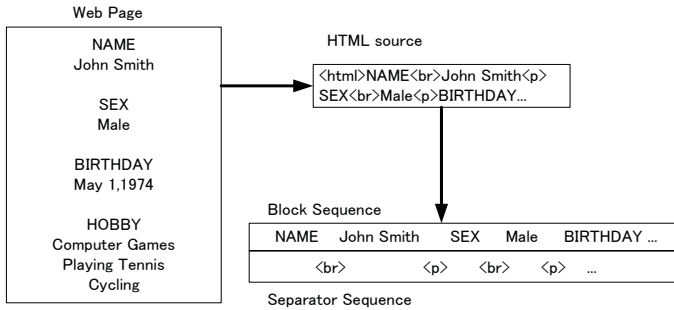 Web Page
NAME
John Smith
SEX
Male
BIRTHDAY
May 1,1974
HOBBY
Computer Games
Playing Tennis
Cycling
HTML source
<html>NAME<br>John Smith<p>
SEX<br>Male<p>BIRTHDAY...
Block Sequence
NAME John Smith SEX Male BIRTHDAY ...
<br> <p> <br> <p> ...
Separator Sequence